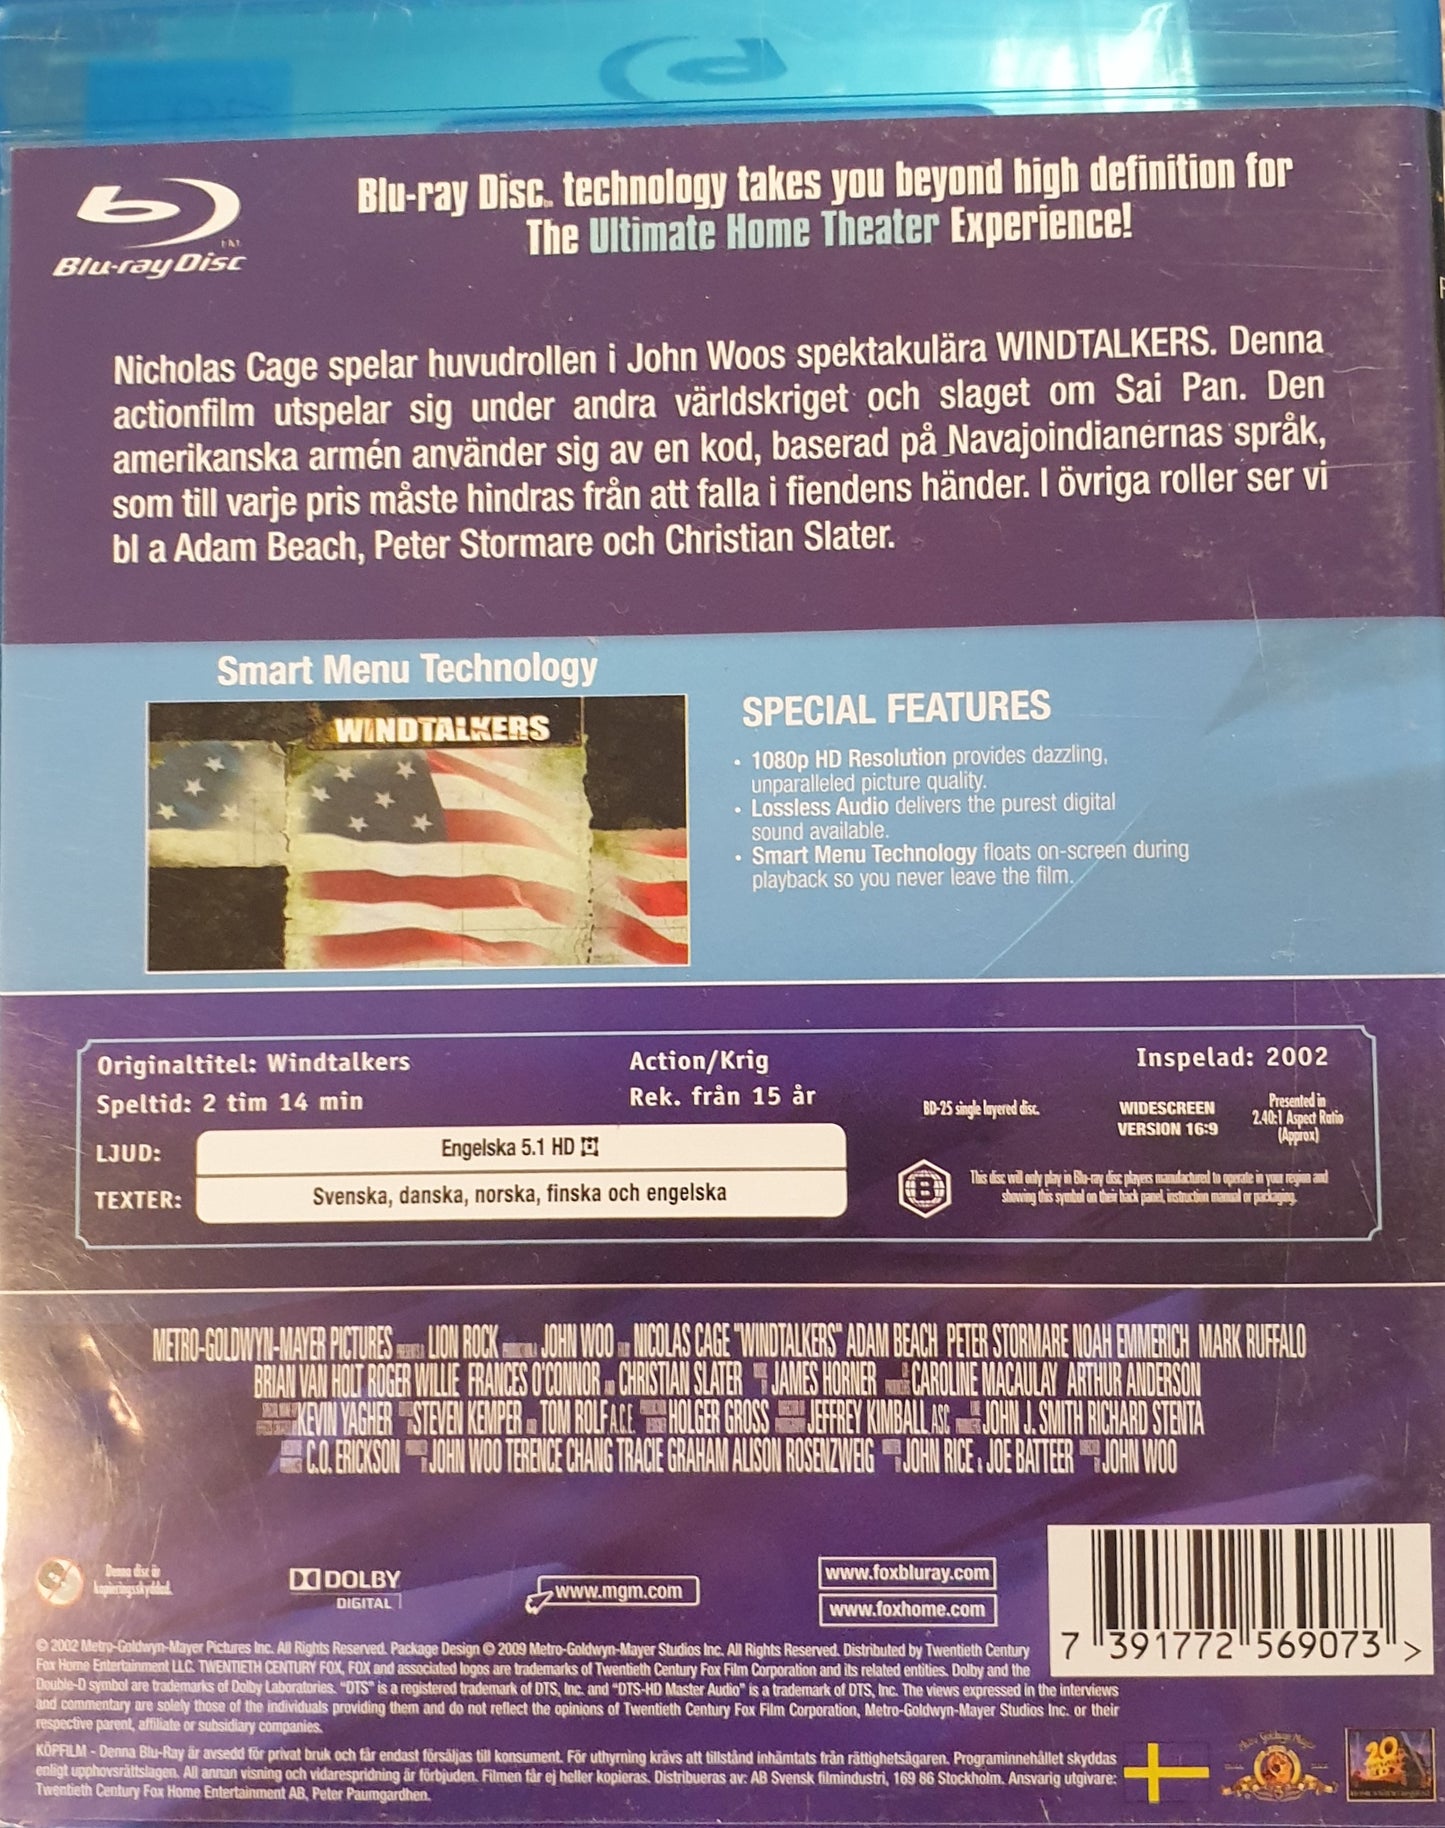 Blu-ray Disc
Blu-ray Disc™ technology takes you beyond high definition for
The Ultimate Home Theater Experience!
Nicholas Cage spelar huvudrollen i John Woos spektakulära WINDTALKERS. Denna
actionfilm utspelar sig under andra världskriget och slaget om Sai Pan. Den
amerikanska armén använder sig av en kod, baserad på Navajoindianernas språk,
som till varje pris måste hindras från att falla i fiendens händer. I övriga roller ser vi
bl a Adam Beach, Peter Stormare och Christian Slater.
Smart Menu Technology
WINDTALKERS
SPECIAL FEATURES
• 1080p HD Resolution provides dazzling,
unparalleled picture quality.
• Lossless Audio delivers the purest digital
sound available.
• Smart Menu Technology floats on-screen during
playback so you never leave the film.
Originaltitel: Windtalkers
Speltid: 2 tim 14 min
Action/Krig
Rek. från 15 år
Inspelad: 2002
BD-25 single layered disc.
WIDESCREEN
VERSION 16:9
Presented in
2.40:1 Aspect Ratio
(Approx)
LJUD: Engelska 5.1 HD
TEXTER: Svenska, danska, norska, finska och engelska
B
This disc will only play in Blu-ray disc players manufactured to operate in your region and
showing this symbol on their back panel, instruction manual or packaging.
METRO-GOLDWYN-MAYER PICTURES LION ROCK JOHN WOO NICOLAS CAGE "WINDTALKERS" ADAM BEACH PETER STORMARE NOAH EMMERICH MARK RUFFALO
BRIAN VAN HOLT ROGER WILLIE FRANCES O'CONNOR AND CHRISTIAN SLATER JAMES HORNER CAROLINE MACAULAY ARTHUR ANDERSON
KEVIN YAGHER STEVEN KEMPER AND TOM ROLF A.C.E. HOLGER GROSS JEFFREY KIMBALL, ASC JOHN J. SMITH RICHARD STENTA
C.O. ERICKSON JOHN WOO TERENCE CHANG TRACIE GRAHAM ALISON ROSENZWEIG JOHN RICE & JOE BATTEER JOHN WOO
Denna disc är
kopieringsskyddad.
DOLBY
DIGITAL
www.mgm.com
www.foxbluray.com
www.foxhome.com
7 391772 569073 >
© 2002 Metro-Goldwyn-Mayer Pictures Inc. All Rights Reserved. Package Design © 2009 Metro-Goldwyn-Mayer Studios Inc. All Rights Reserved. Distributed by Twentieth Century
Fox Home Entertainment LLC. TWENTIETH CENTURY FOX, FOX and associated logos are trademarks of Twentieth Century Fox Film Corporation and its related entities. Dolby and the
Double-D symbol are trademarks of Dolby Laboratories. "DTS" is a registered trademark of DTS, Inc. and "DTS-HD Master Audio" is a trademark of DTS, Inc. The views expressed in the interviews
and commentary are solely those of the individuals providing them and do not reflect the opinions of Twentieth Century Fox Film Corporation, Metro-Goldwyn-Mayer Studios Inc. or their
respective parent, affiliate or subsidiary companies.
KÖPFILM - Denna Blu-Ray är avsedd för privat bruk och får endast försäljas till konsument. För uthyrning krävs att tillstånd inhämtats från rättighetsägaren. Programinnehållet skyddas
enligt upphovsrättslagen. All annan visning och vidarespridning är förbjuden. Filmen får ej heller kopieras. Distribueras av: AB Svensk filmindustri, 169 86 Stockholm. Ansvarig utgivare:
Twentieth Century Fox Home Entertainment AB, Peter Paumgardhen.